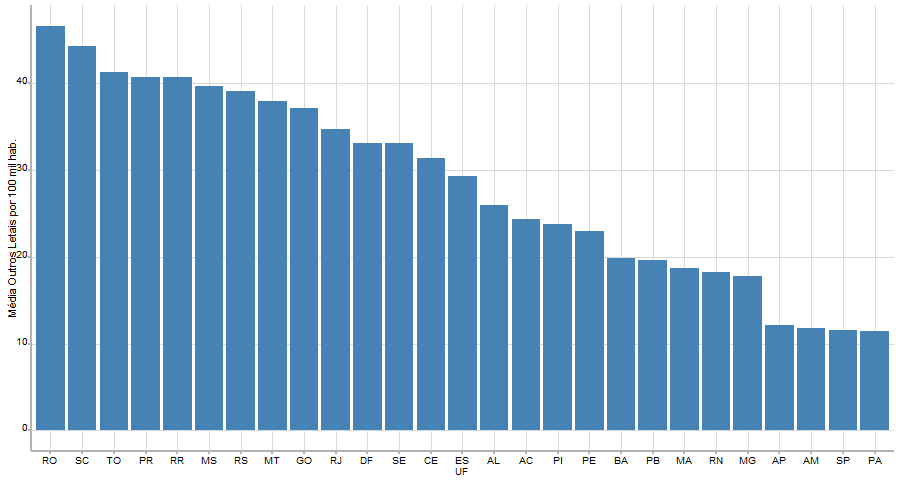 Média Outros Letais por 100 mil hab.
40
30
20
10
0
RO SC TO PR RR MS RS MT GO RJ DF SE CE ES AL AC PI PE BA PB MA RN MG AP AM SP PA
UF